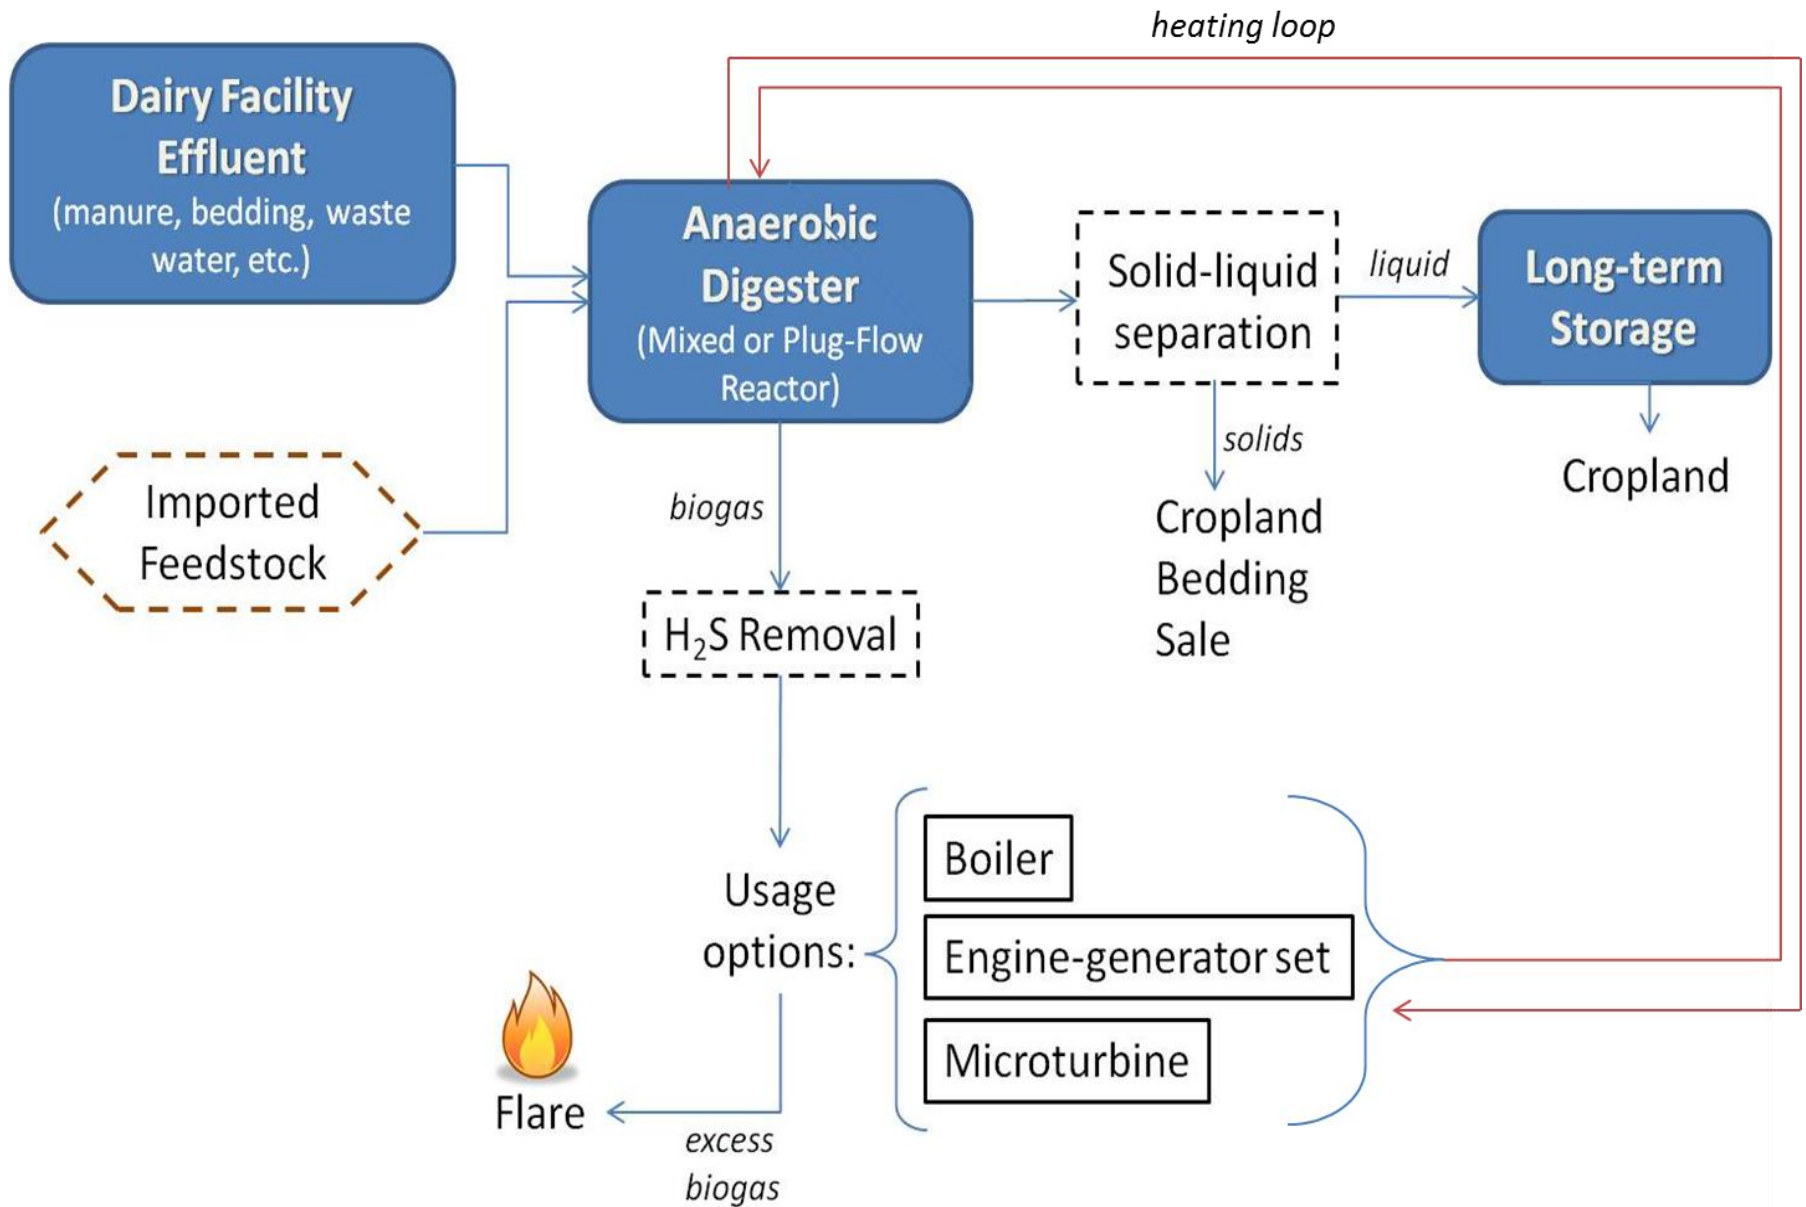 heating loop
Dairy Facility
Effluent
(manure, bedding, waste
water, etc.)
Anaerobic
Digester
(Mixed or Plug-Flow
Reactor)
Solid-liquid
separation
liquid
Long-term
Storage
solids
Cropland
Cropland
Bedding
Sale
Imported
Feedstock
biogas
H₂S Removal
Usage
options:
Boiler
Engine-generator set
Microturbine
Flare
excess
biogas